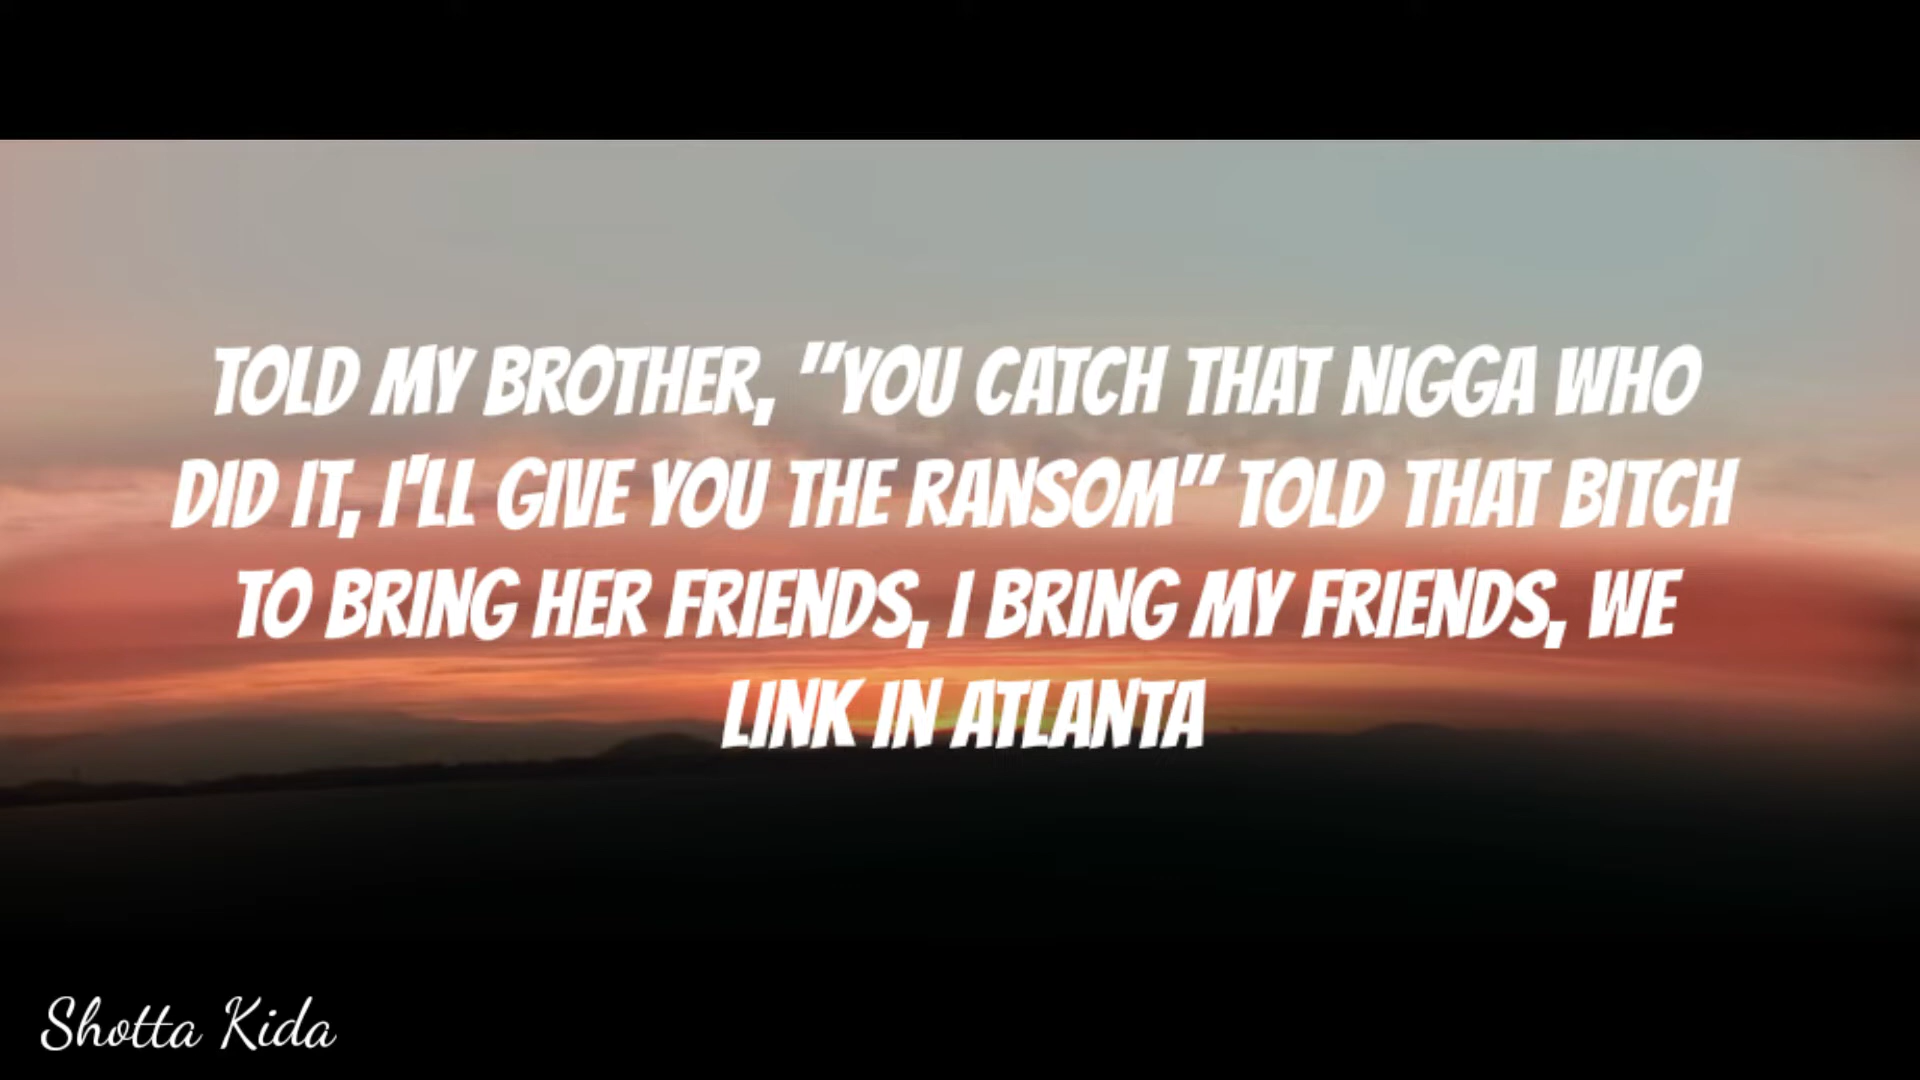 TOLD MY BROTHER, "YOU CATCH THAT NIGGA WHO
DID IT, I'LL GIVE YOU THE RANSOM" TOLD THAT BITCH
TO BRING HER FRIENDS, I BRING MY FRIENDS, WE
LINK IN ATLANTA
Shotta Kida